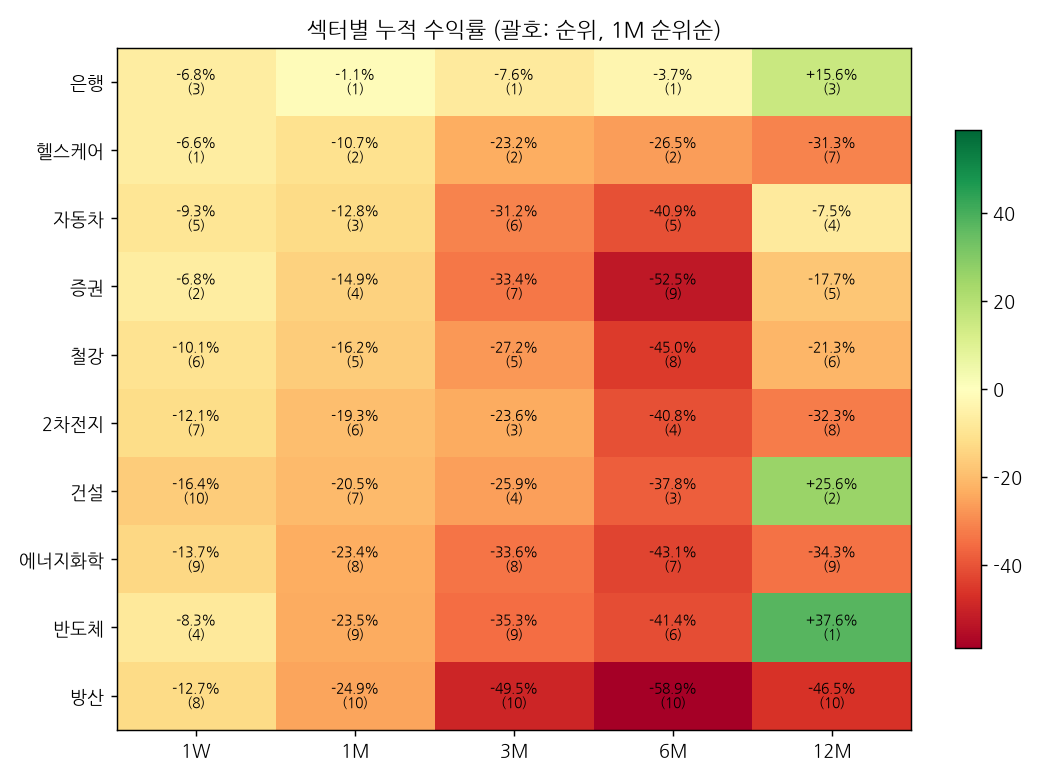 섹터별 누적 수익률 (괄호: 순위, 1M 순위순)
은행 -6.8% -1.1% -7.6% -3.7% +15.6%
(3) (1) (1) (1) (3)
헬스케어 -6.6% -10.7% -23.2% -26.5% -31.3%
(1) (2) (2) (2) (7)
자동차 -9.3% -12.8% -31.2% -40.9% -7.5%
(5) (3) (6) (5) (4)
증권 -6.8% -14.9% -33.4% -52.5% -17.7%
(2) (4) (7) (9) (5)
철강 -10.1% -16.2% -27.2% -45.0% -21.3%
(6) (5) (5) (8) (6)
2차전지 -12.1% -19.3% -23.6% -40.8% -32.3%
(7) (6) (3) (4) (8)
건설 -16.4% -20.5% -25.9% -37.8% +25.6%
(10) (7) (4) (3) (2)
에너지화학 -13.7% -23.4% -33.6% -43.1% -34.3%
(9) (8) (8) (7) (9)
반도체 -8.3% -23.5% -35.3% -41.4% +37.6%
(4) (9) (9) (6) (1)
방산 -12.7% -24.9% -49.5% -58.9% -46.5%
(8) (10) (10) (10) (10)
1W 1M 3M 6M 12M
40
20
0
-20
-40